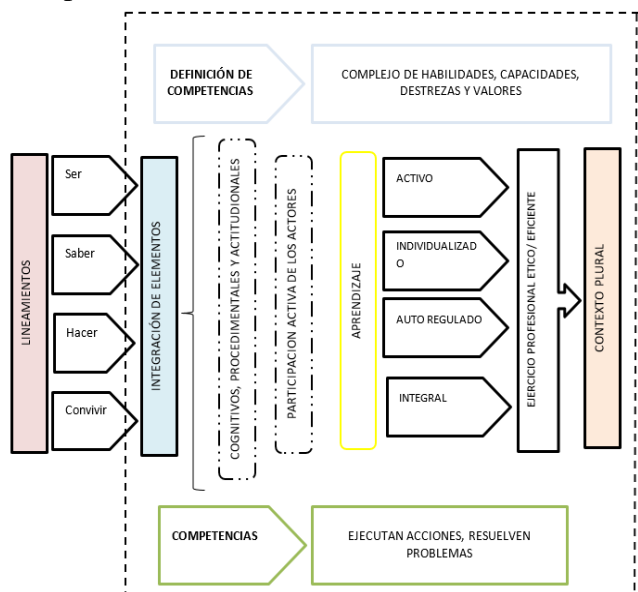 DEFINICIÓN DE
COMPETENCIAS
COMPLEJO DE HABILIDADES, CAPACIDADES,
DESTREZAS Y VALORES
LINEAMIENTOS
Ser
Saber
Hacer
Convivir
INTEGRACIÓN DE ELEMENTOS
COGNITIVOS, PROCEDIMENTALES Y ACTITUDIONALES
PARTICIPACION ACTIVA DE LOS ACTORES
APRENDIZAJE
ACTIVO
INDIVIDUALIZAD
O
AUTO REGULADO
INTEGRAL
EJERCICIO PROFESIONAL ETICO/ EFICIENTE
CONTEXTO PLURAL
COMPETENCIAS
EJECUTAN ACCIONES, RESUELVEN
PROBLEMAS